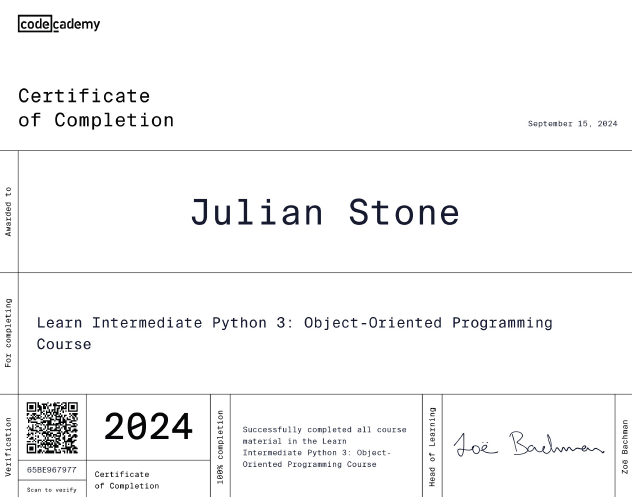 codecademy
Certificate
of Completion
September 15, 2024
Awarded to
Julian Stone
For completing
Learn Intermediate Python 3: Object-Oriented Programming
Course
Verification
65BE967977
Scan to verify
2024
Certificate
of Completion
100% completion
Successfully completed all course
material in the Learn
Intermediate Python 3: Object-
Oriented Programming Course
Head of Learning
Zoë Bachman
Zoë Bachman